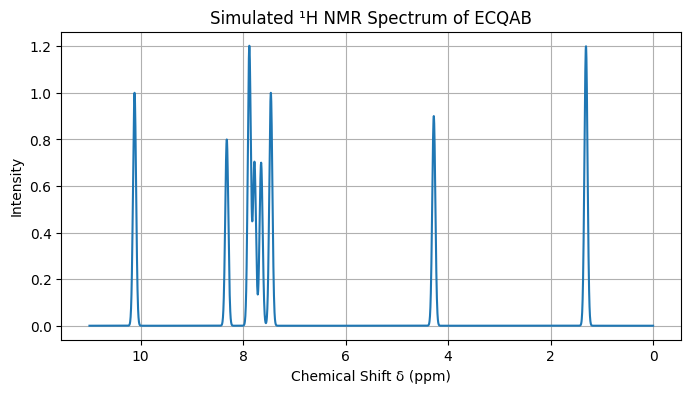 Simulated ¹H NMR Spectrum of ECQAB
1.2
1.0
0.8
0.6
0.4
0.2
0.0
Intensity
10 8 6 4 2 0
Chemical Shift δ (ppm)